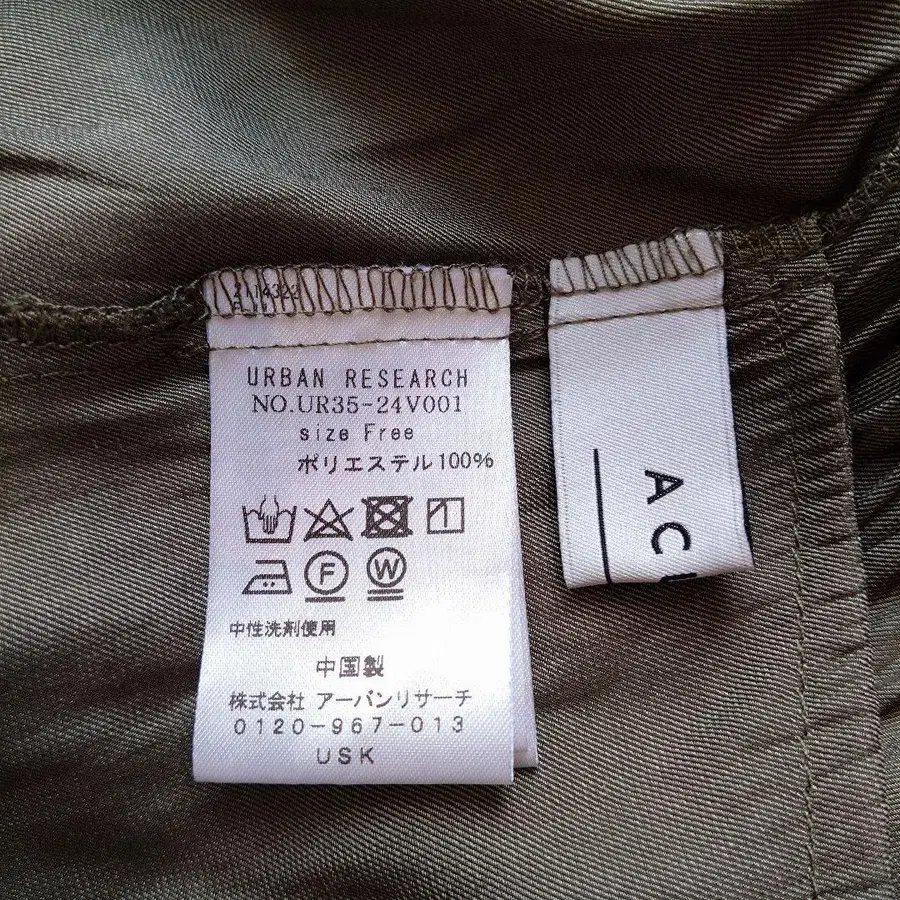 2114322
URBAN RESEARCH
NO.UR35-24V001
size Free
ポリエステル100%
F
W
中性洗剤使用
中国製
株式会社 アーバンリサーチ
0120-967-013
USK
AC